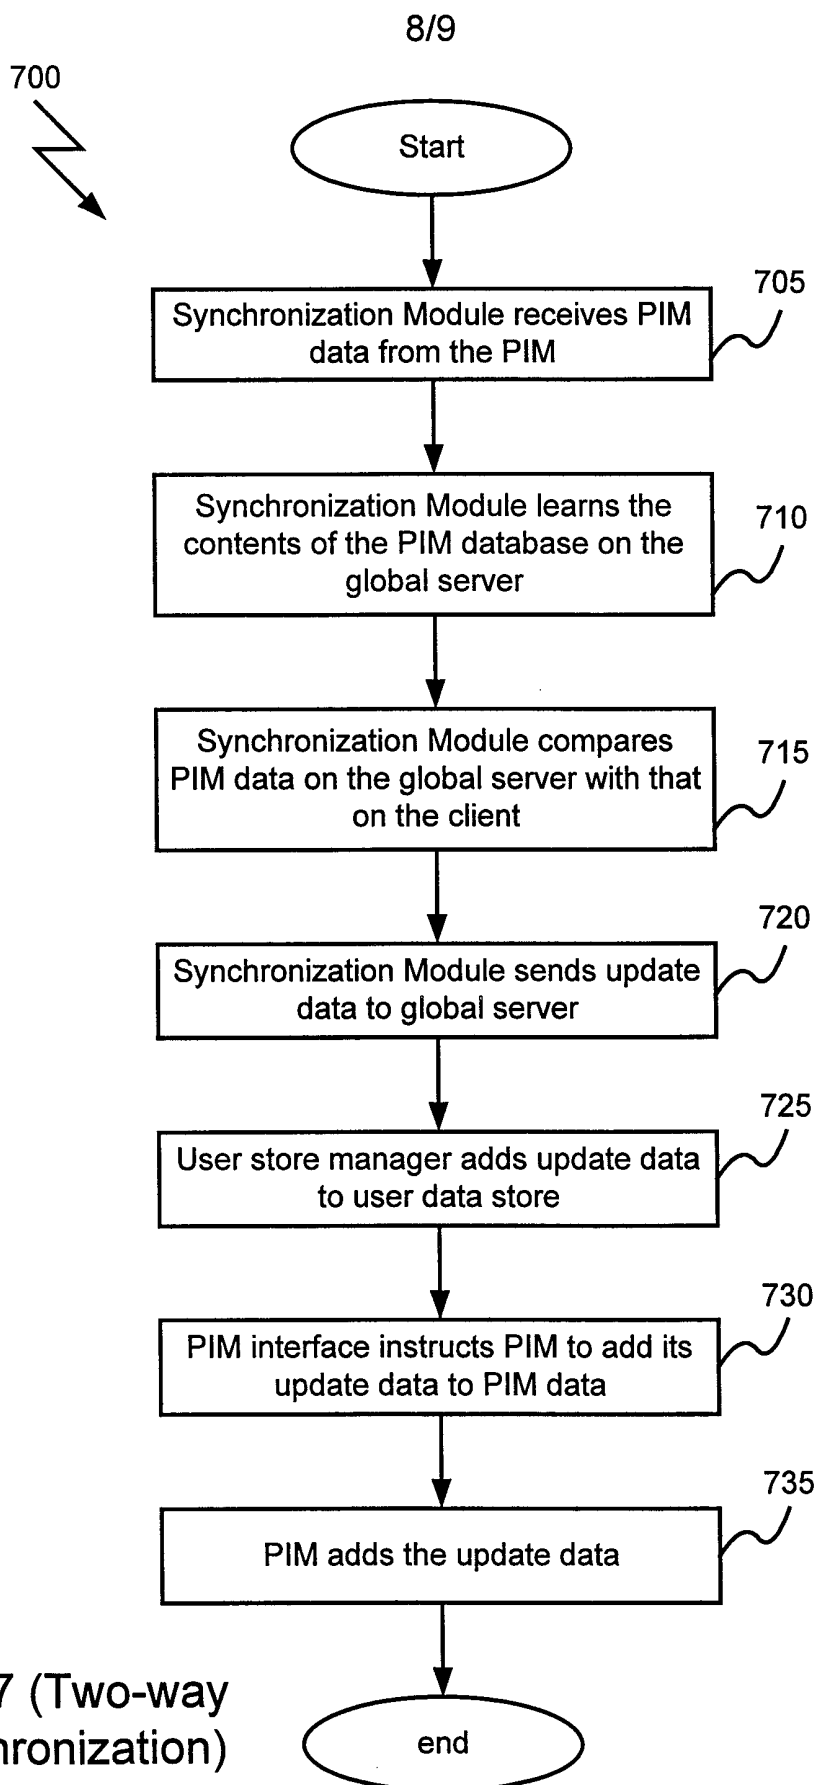 8/9
700
Start
705
Synchronization Module receives PIM
data from the PIM
710
Synchronization Module learns the
contents of the PIM database on the
global server
715
Synchronization Module compares
PIM data on the global server with that
on the client
720
Synchronization Module sends update
data to global server
725
User store manager adds update data
to user data store
730
PIM interface instructs PIM to add its
update data to PIM data
735
PIM adds the update data
7 (Two-way
hronization)
end